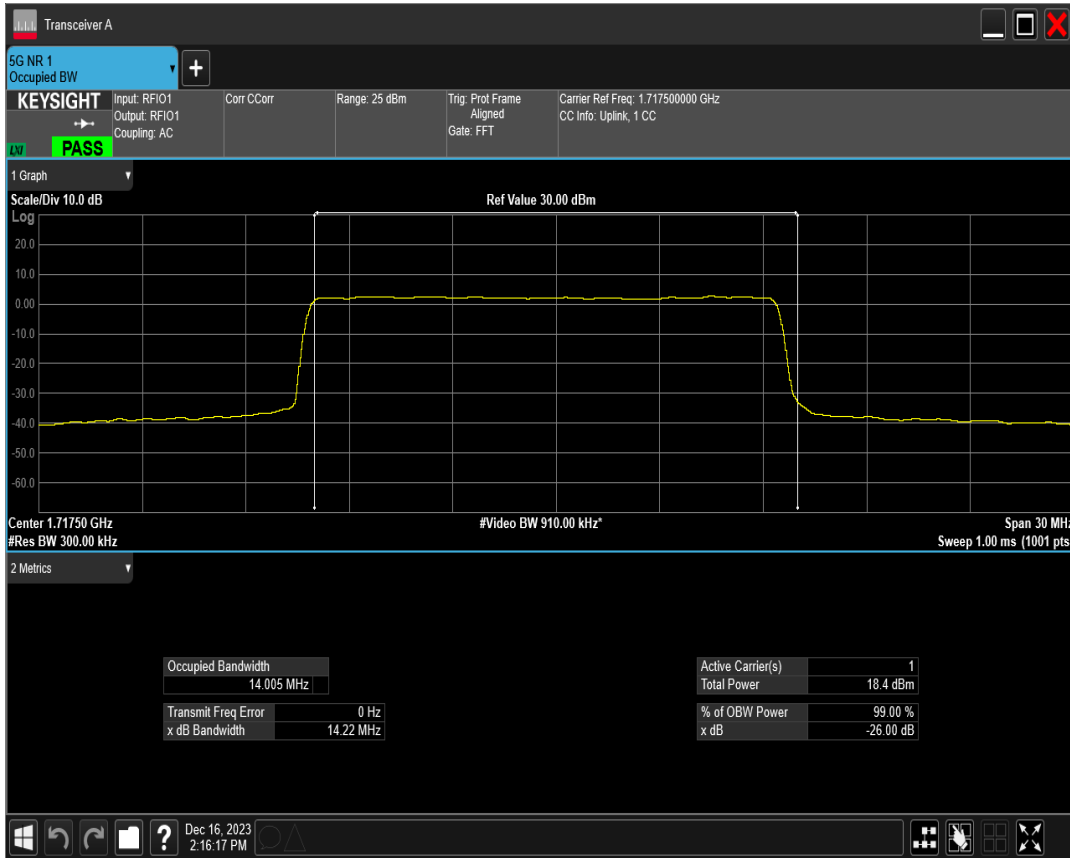 Transceiver A
5G NR 1
Occupied BW
KEYSIGHT
LXI
PASS
Input: RFIO1
Output: RFIO1
Coupling: AC
Corr CCorr
Range: 25 dBm
Trig: Prot Frame
Aligned
Gate: FFT
Carrier Ref Freq: 1.717500000 GHz
CC Info: Uplink, 1 CC
1 Graph
Scale/Div 10.0 dB
Ref Value 30.00 dBm
Log
20.0
10.0
0.00
-10.0
-20.0
-30.0
-40.0
-50.0
-60.0
Center 1.71750 GHz
#Video BW 910.00 kHz*
Span 30 MHz
#Res BW 300.00 kHz
Sweep 1.00 ms (1001 pts
2 Metrics
Occupied Bandwidth
14.005 MHz
Transmit Freq Error 0 Hz
x dB Bandwidth 14.22 MHz
Active Carrier(s) 1
Total Power 18.4 dBm
% of OBW Power 99.00 %
x dB -26.00 dB
?
Dec 16, 2023
2:16:17 PM